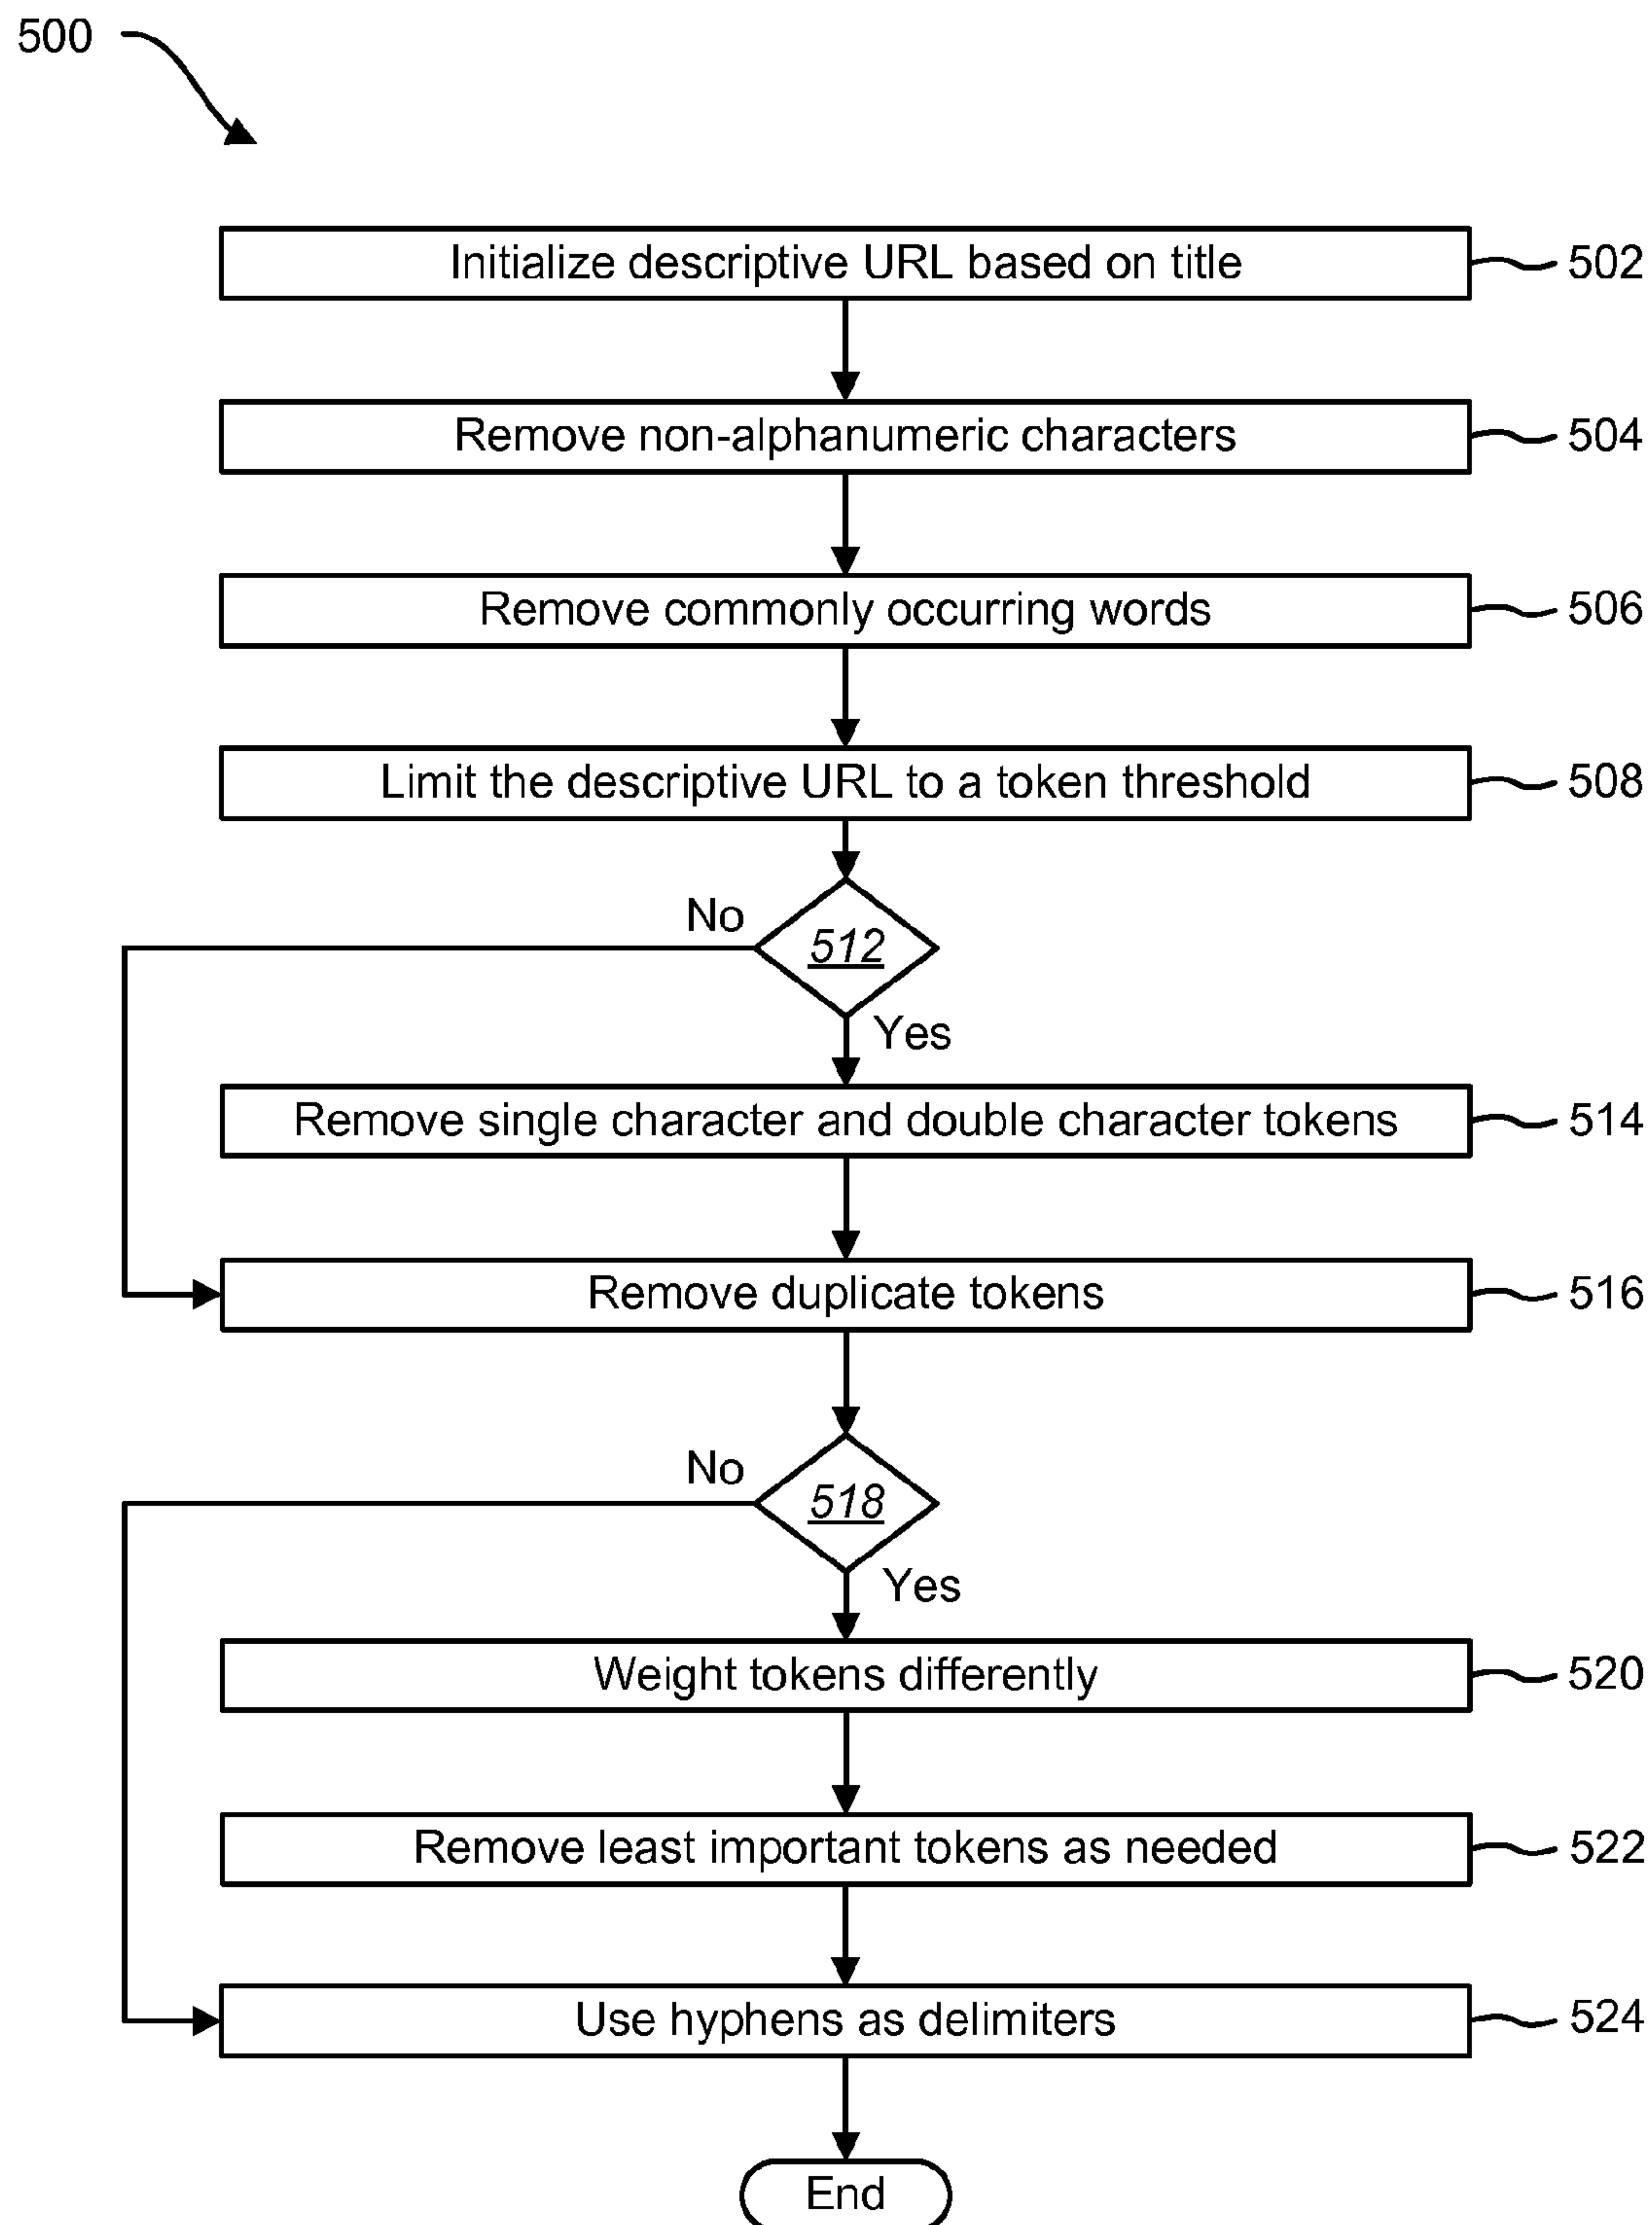 500
Initialize descriptive URL based on title
502
Remove non-alphanumeric characters
504
Remove commonly occurring words
506
Limit the descriptive URL to a token threshold
508
No
512
Yes
Remove single character and double character tokens
514
Remove duplicate tokens
516
No
518
Yes
Weight tokens differently
520
Remove least important tokens as needed
522
Use hyphens as delimiters
524
End